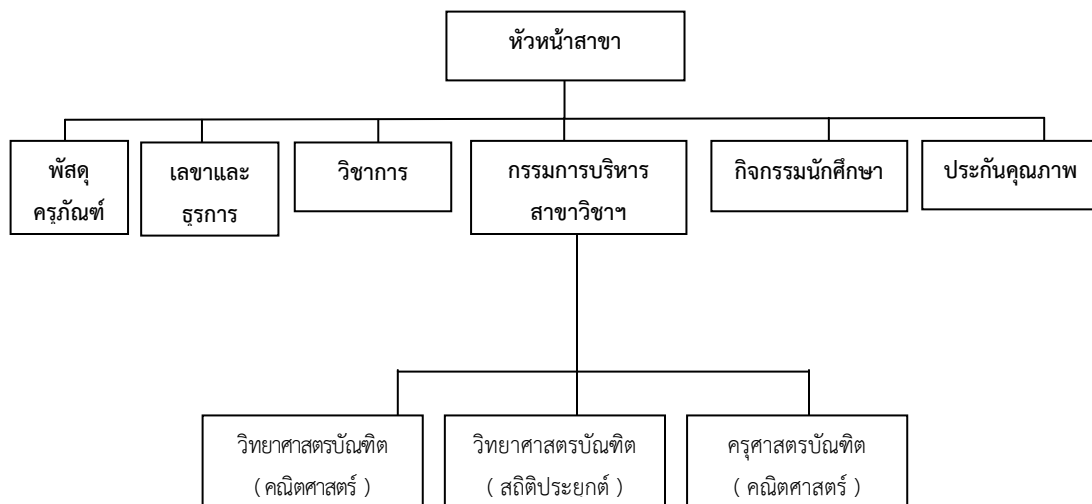 หัวหน้าสาขา
พัสดุ
ครุภัณฑ์
เลขาและ
ธุรการ
วิชาการ
กรรมการบริหาร
สาขาวิชาฯ
กิจกรรมนักศึกษา
ประกันคุณภาพ
วิทยาศาสตรบัณฑิต
( คณิตศาสตร์ )
วิทยาศาสตรบัณฑิต
( สถิติประยุกต์ )
ครุศาสตรบัณฑิต
( คณิตศาสตร์ )